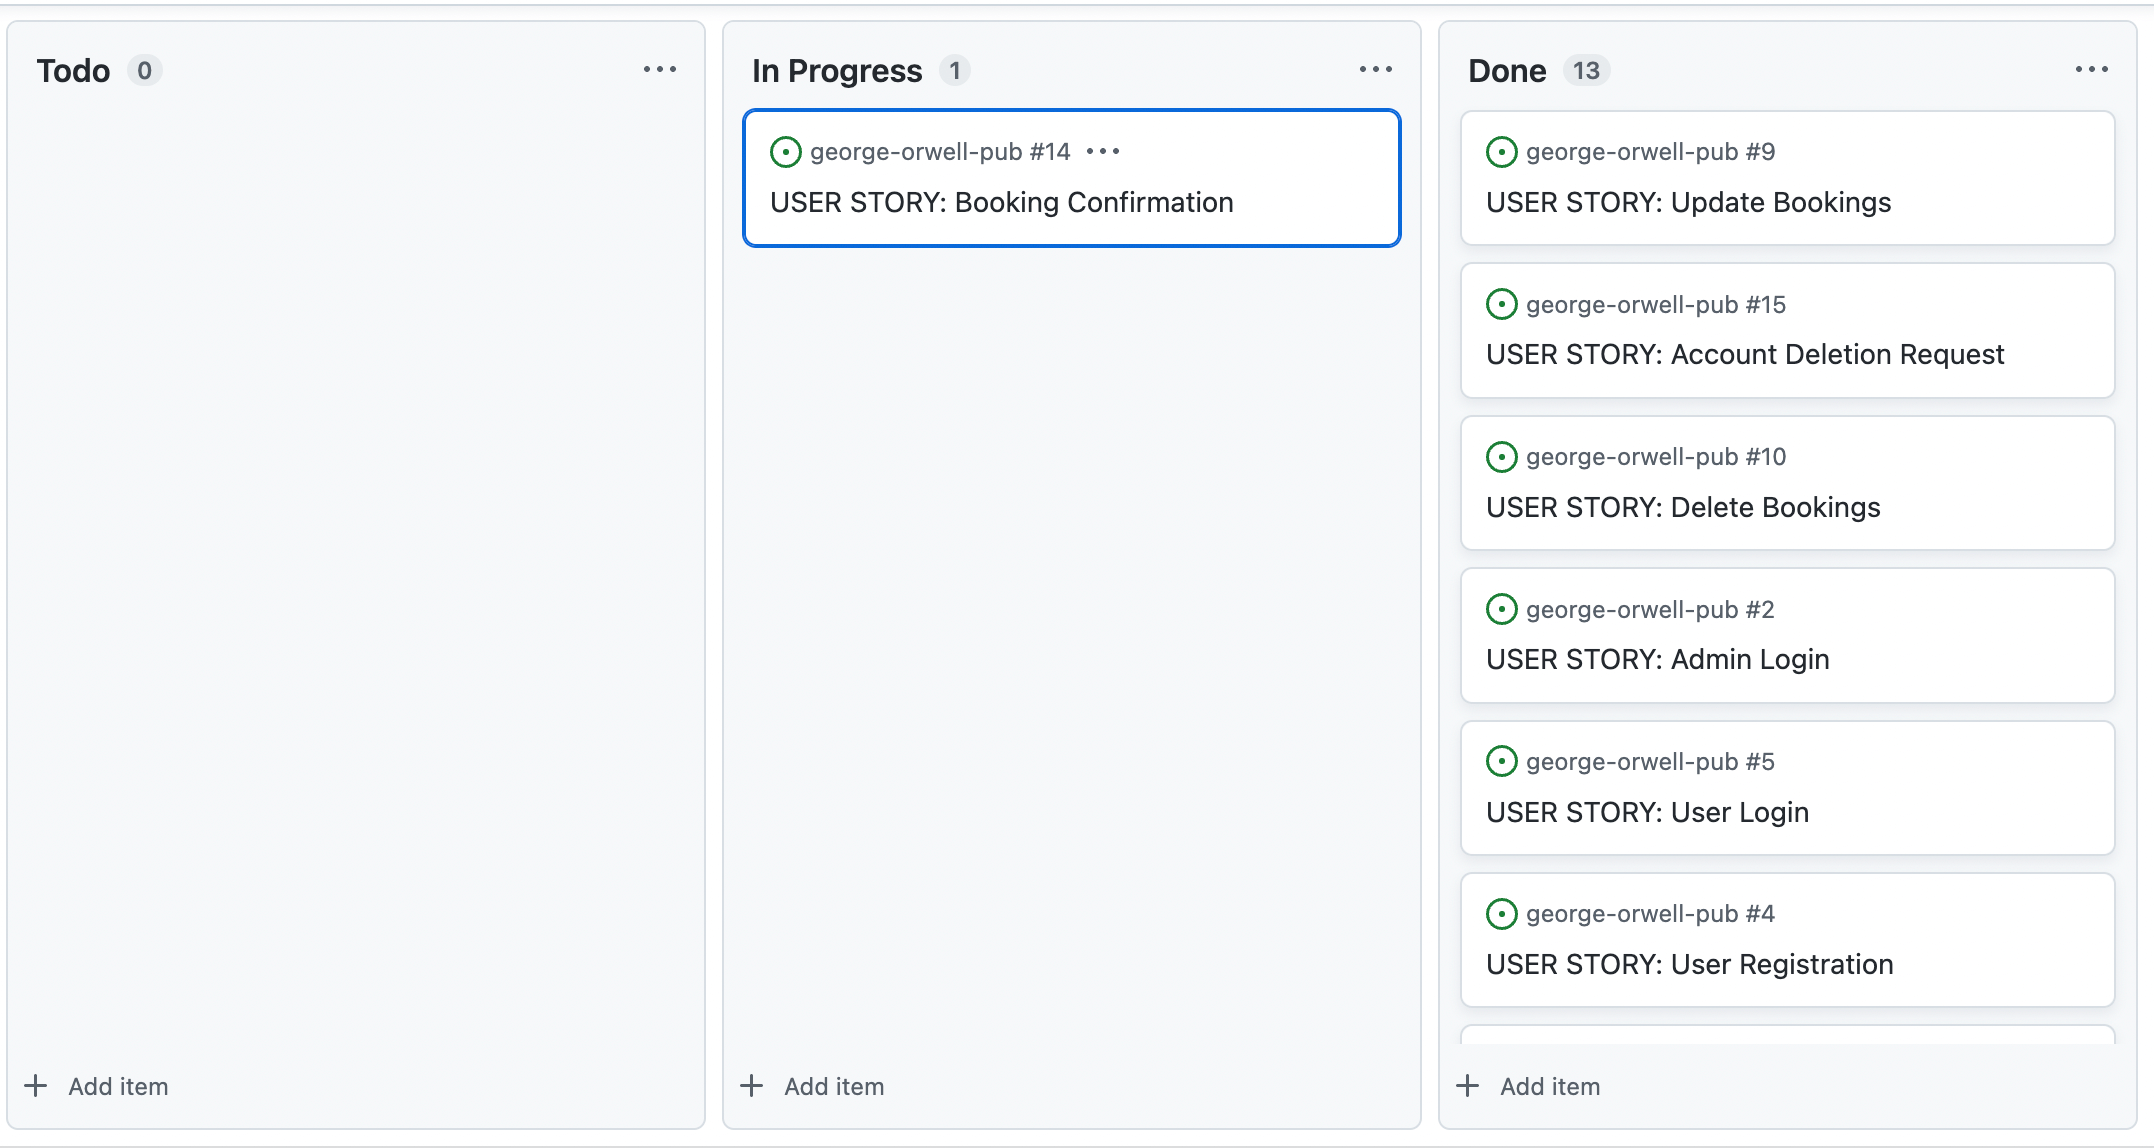 Todo 0
In Progress 1
george-orwell-pub #14
USER STORY: Booking Confirmation
Done 13
george-orwell-pub #9
USER STORY: Update Bookings
george-orwell-pub #15
USER STORY: Account Deletion Request
george-orwell-pub #10
USER STORY: Delete Bookings
george-orwell-pub #2
USER STORY: Admin Login
george-orwell-pub #5
USER STORY: User Login
george-orwell-pub #4
USER STORY: User Registration
Add item
Add item
Add item